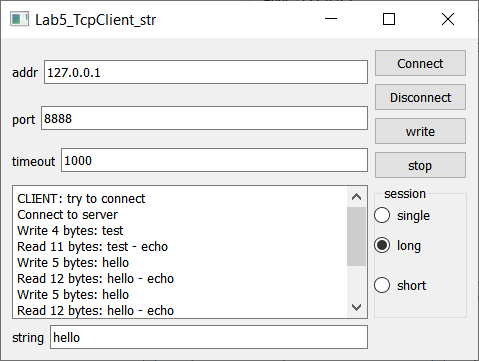 Lab5_TcpClient_str
addr 127.0.0.1
Connect
Disconnect
port 8888
write
timeout 1000
stop
CLIENT: try to connect
Connect to server
Write 4 bytes: test
Read 11 bytes: test - echo
Write 5 bytes: hello
Read 12 bytes: hello - echo
Write 5 bytes: hello
Read 12 bytes: hello - echo
session
single
long
short
string hello